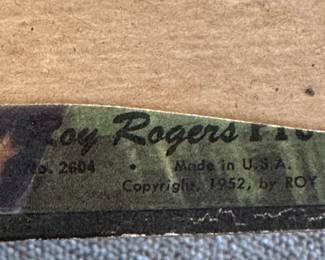 Roy Rogers
No. 2604 • Made in U.S.A.
Copyright, 1952, by ROY